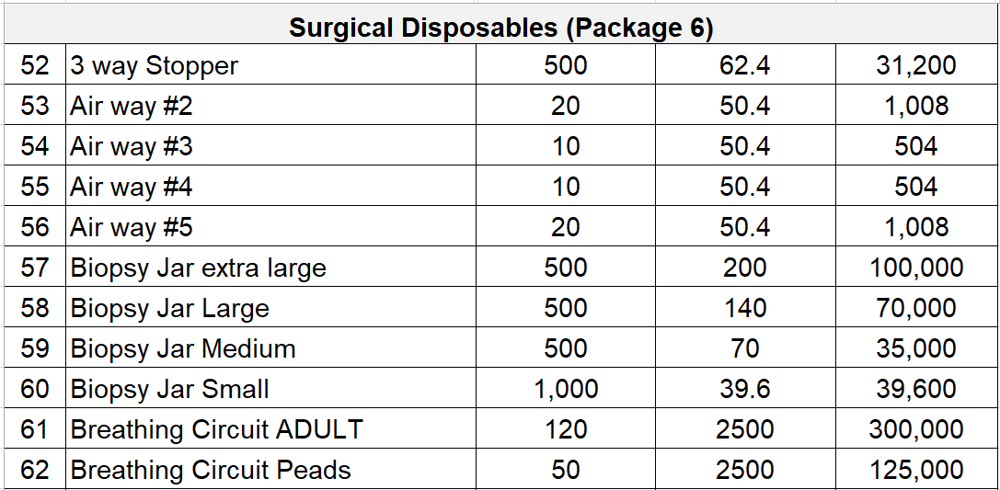 Surgical Disposables (Package 6)
52 3 way Stopper 500 62.4 31,200
53 Air way #2 20 50.4 1,008
54 Air way #3 10 50.4 504
55 Air way #4 10 50.4 504
56 Air way #5 20 50.4 1,008
57 Biopsy Jar extra large 500 200 100,000
58 Biopsy Jar Large 500 140 70,000
59 Biopsy Jar Medium 500 70 35,000
60 Biopsy Jar Small 1,000 39.6 39,600
61 Breathing Circuit ADULT 120 2500 300,000
62 Breathing Circuit Peads 50 2500 125,000